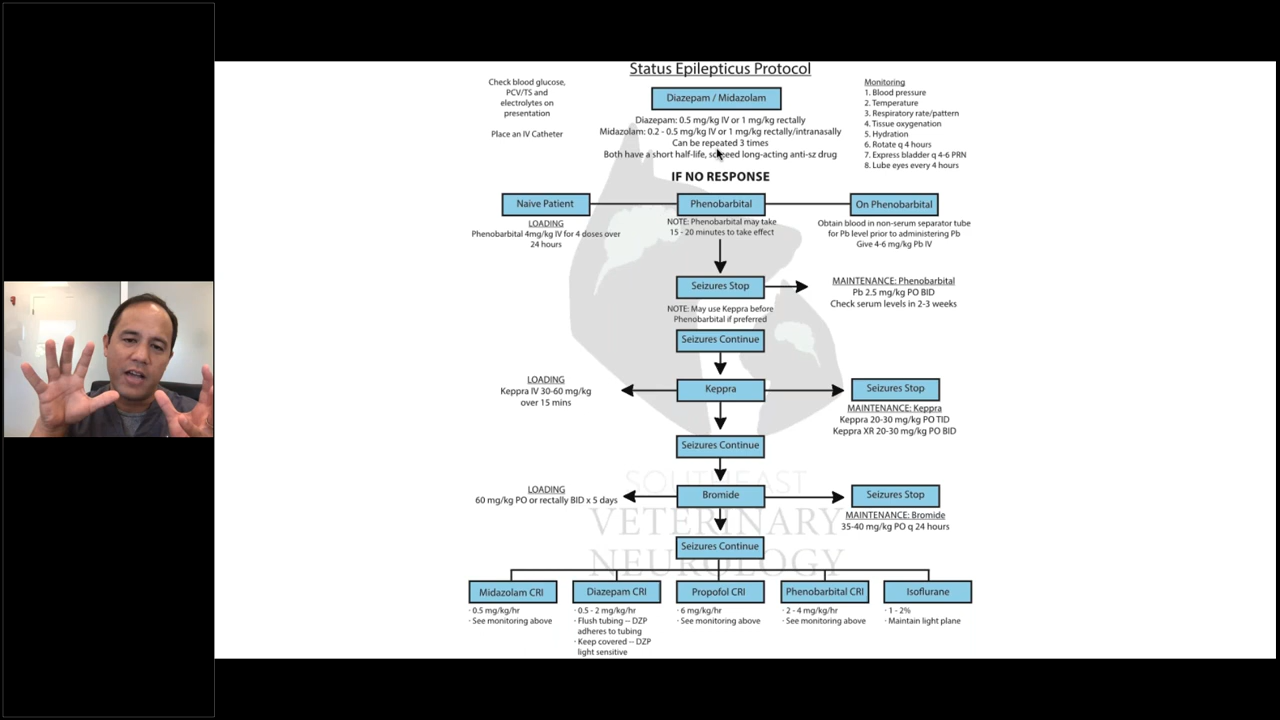 Status Epilepticus Protocol
Check blood glucose,
PCV/TS and
electrolytes on
presentation
Place an IV Catheter
Diazepam / Midazolam
Diazepam: 0.5 mg/kg IV or 1 mg/kg rectally
Midazolam: 0.2 - 0.5 mg/kg IV or 1 mg/kg rectally/intranasally
Can be repeated 3 times
Both have a short half-life, so need long-acting anti-sz drug
Monitoring
1. Blood pressure
2. Temperature
3. Respiratory rate/pattern
4. Tissue oxygenation
5. Hydration
6. Rotate q 4 hours
7. Express bladder q 4-6 PRN
8. Lube eyes every 4 hours
IF NO RESPONSE
Naive Patient
LOADING
Phenobarbital 4mg/kg IV for 4 doses over
24 hours
Phenobarbital
NOTE: Phenobarbital may take
15 - 20 minutes to take effect
On Phenobarbital
Obtain blood in non-serum separator tube
for Pb level prior to administering Pb
Give 4-6 mg/kg Pb IV
Seizures Stop
MAINTENANCE: Phenobarbital
Pb 2.5 mg/kg PO BID
Check serum levels in 2-3 weeks
NOTE: May use Keppra before
Phenobarbital if preferred
Seizures Continue
LOADING
Keppra IV 30-60 mg/kg
over 15 mins
Keppra
Seizures Stop
MAINTENANCE: Keppra
Keppra 20-30 mg/kg PO TID
Keppra XR 20-30 mg/kg PO BID
Seizures Continue
SOUTHEAST
LOADING
60 mg/kg PO or rectally BID x 5 days
Bromide
Seizures Stop
MAINTENANCE: Bromide
35-40 mg/kg PO q 24 hours
VETERINARY
Seizures Continue
NEUROLOGY
Midazolam CRI
· 0.5 mg/kg/hr
· See monitoring above
Diazepam CRI
· 0.5 - 2 mg/kg/hr
· Flush tubing -- DZP
adheres to tubing
· Keep covered -- DZP
light sensitive
Propofol CRI
· 6 mg/kg/hr
· See monitoring above
Phenobarbital CRI
· 2 - 4 mg/kg/hr
· See monitoring above
Isoflurane
· 1 - 2%
· Maintain light plane